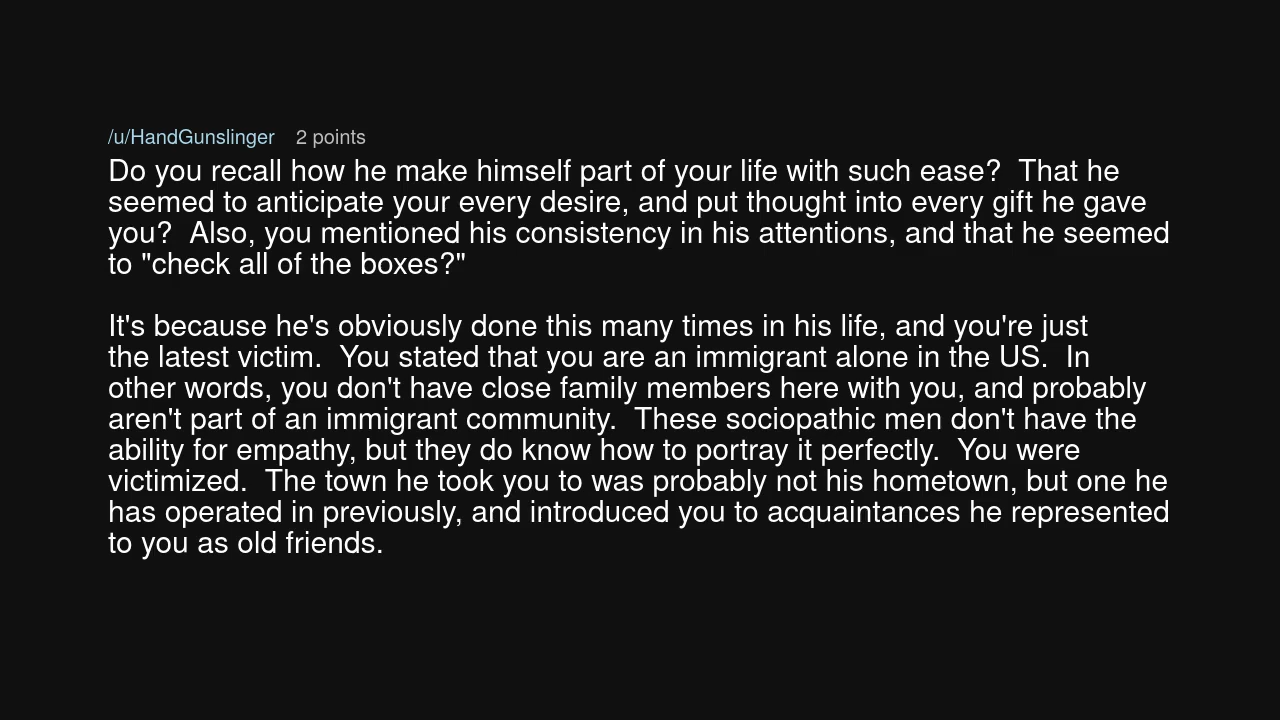 /u/HandGunslinger 2 points
Do you recall how he make himself part of your life with such ease?  That he
seemed to anticipate your every desire, and put thought into every gift he gave
you?  Also, you mentioned his consistency in his attentions, and that he seemed
to "check all of the boxes?"
It's because he's obviously done this many times in his life, and you're just
the latest victim.  You stated that you are an immigrant alone in the US.  In
other words, you don't have close family members here with you, and probably
aren't part of an immigrant community.  These sociopathic men don't have the
ability for empathy, but they do know how to portray it perfectly.  You were
victimized.  The town he took you to was probably not his hometown, but one he
has operated in previously, and introduced you to acquaintances he represented
to you as old friends.